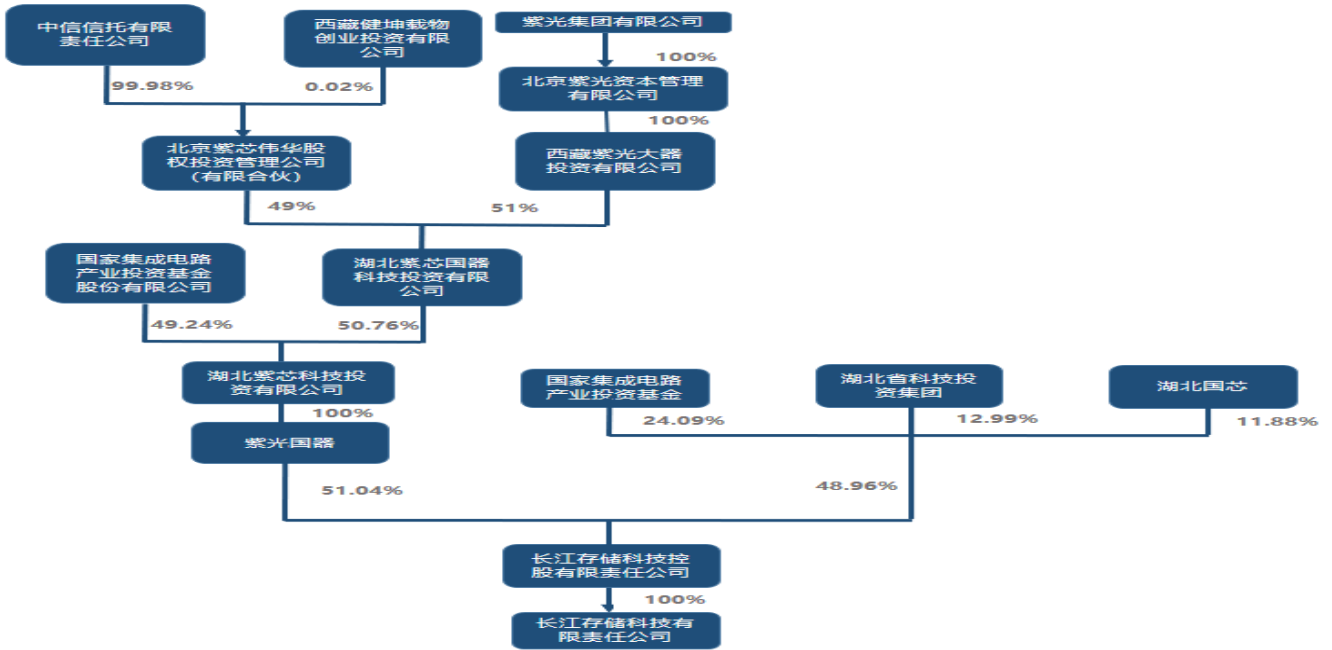 中信信托有限
责任公司
西藏健坤载物
创业投资有限
公司
紫光集团有限公司
100%
99.98%
0.02%
北京紫光资本管理
有限公司
100%
北京紫芯伟华股
权投资管理公司
(有限合伙)
西藏紫光大器
投资有限公司
49%
51%
国家集成电路
产业投资基金
股份有限公司
湖北紫芯国器
科技投资有限
公司
49.24%
50.76%
湖北紫芯科技投
资有限公司
国家集成电路
产业投资基金
湖北省科技投
资集团
湖北国芯
100%
24.09%
12.99%
11.88%
紫光国器
51.04%
48.96%
长江存储科技控
股有限责任公司
100%
长江存储科技有
限责任公司